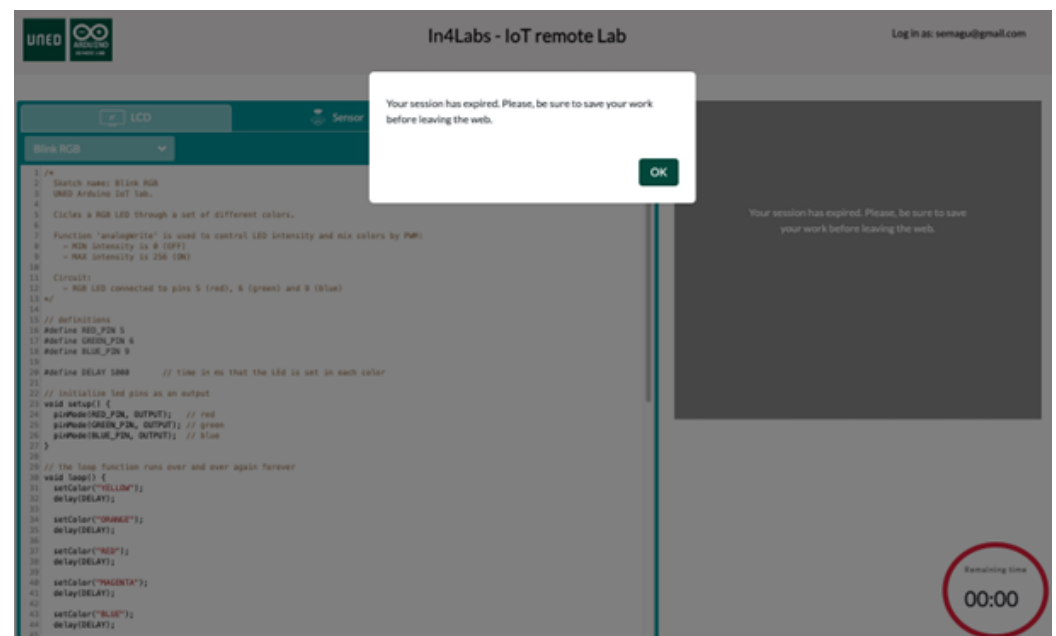 UNED
ARDUINO
REMOTE LAB
In4Labs - IoT remote Lab
Log in as: semagu@gmail.com
Your session has expired. Please, be sure to save your work
before leaving the web.
OK
LCD
Sensor
Blink RGB
1 /*
2 Sketch name: Blink RGB
3 UNED Arduino IoT lab.
4
5 Cicles a RGB LED through a set of different colors.
6
7 Function 'analogWrite' is used to control LED intensity and mix colors by PWM:
8 - MIN intensity is 0 (OFF)
9 - MAX intensity is 256 (ON)
10
11 Circuit:
12 - RGB LED connected to pins 5 (red), 6 (green) and 9 (blue)
13 */
14
15 // definitions
16 #define RED_PIN 5
17 #define GREEN_PIN 6
18 #define BLUE_PIN 9
19
20 #define DELAY 1000 // time in ms that the LEd is set in each color
21
22 // initialize led pins as an output
23 void setup() {
24 pinMode(RED_PIN, OUTPUT); // red
25 pinMode(GREEN_PIN, OUTPUT); // green
26 pinMode(BLUE_PIN, OUTPUT); // blue
27 }
28
29 // the loop function runs over and over again forever
30 void loop() {
31 setColor("YELLOW");
32 delay(DELAY);
33
34 setColor("ORANGE");
35 delay(DELAY);
36
37 setColor("RED");
38 delay(DELAY);
39
40 setColor("MAGENTA");
41 delay(DELAY);
42
43 setColor("BLUE");
44 delay(DELAY);
Your session has expired. Please, be sure to save
your work before leaving the web.
Remaining time
00:00